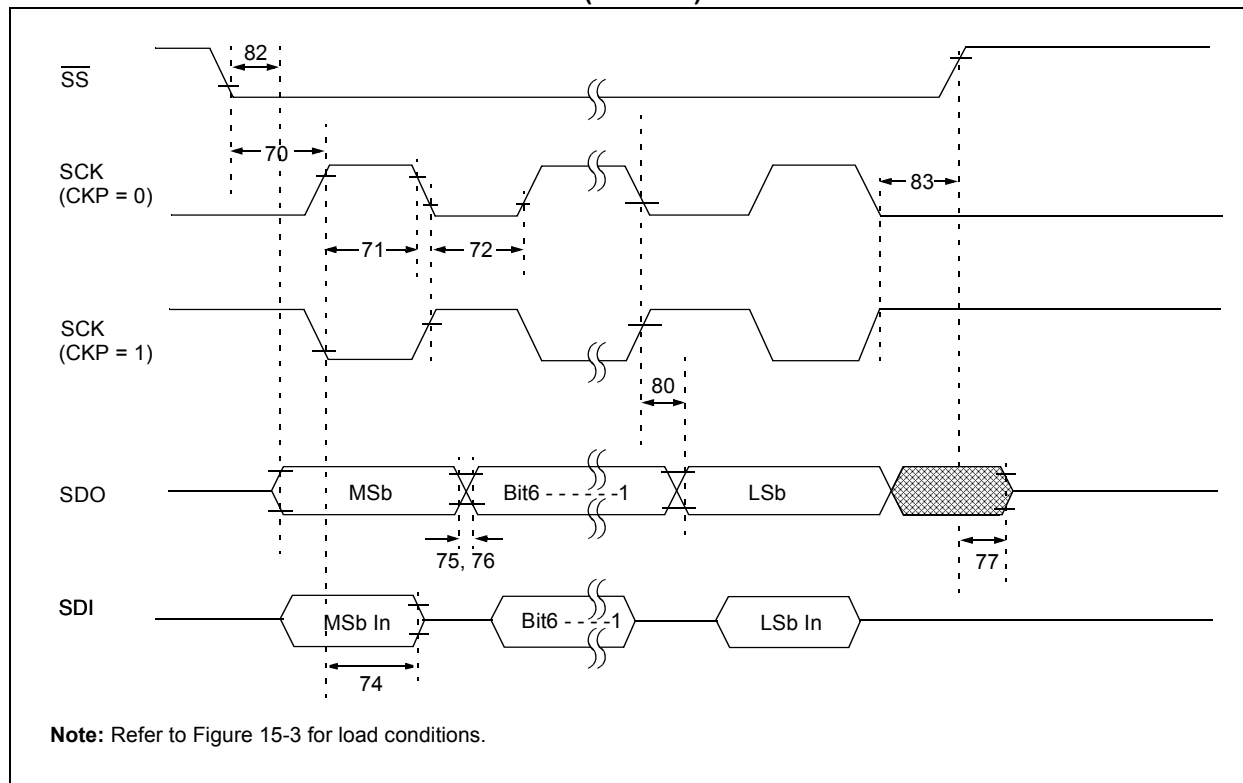 82
SS
70
SCK
(CKP = 0)
83
71
72
SCK
(CKP = 1)
80
SDO
MSb
Bit6 - - - - - -1
LSb
75, 76
77
SDI
MSb In
Bit6 - - - -1
LSb In
74
Note: Refer to Figure 15-3 for load conditions.